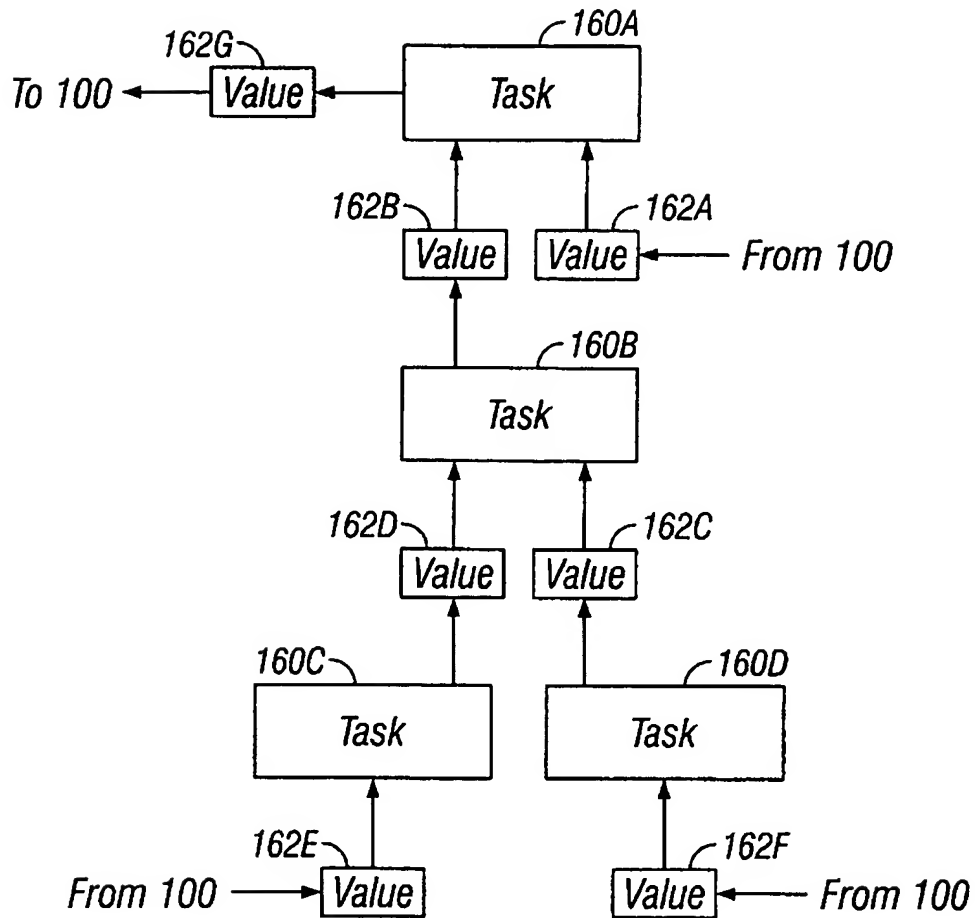 160A
162G
To 100
Value
Task
162B
162A
Value
Value
From 100
160B
Task
162D
162C
Value
Value
160C
160D
Task
Task
162E
162F
From 100
Value
Value
From 100